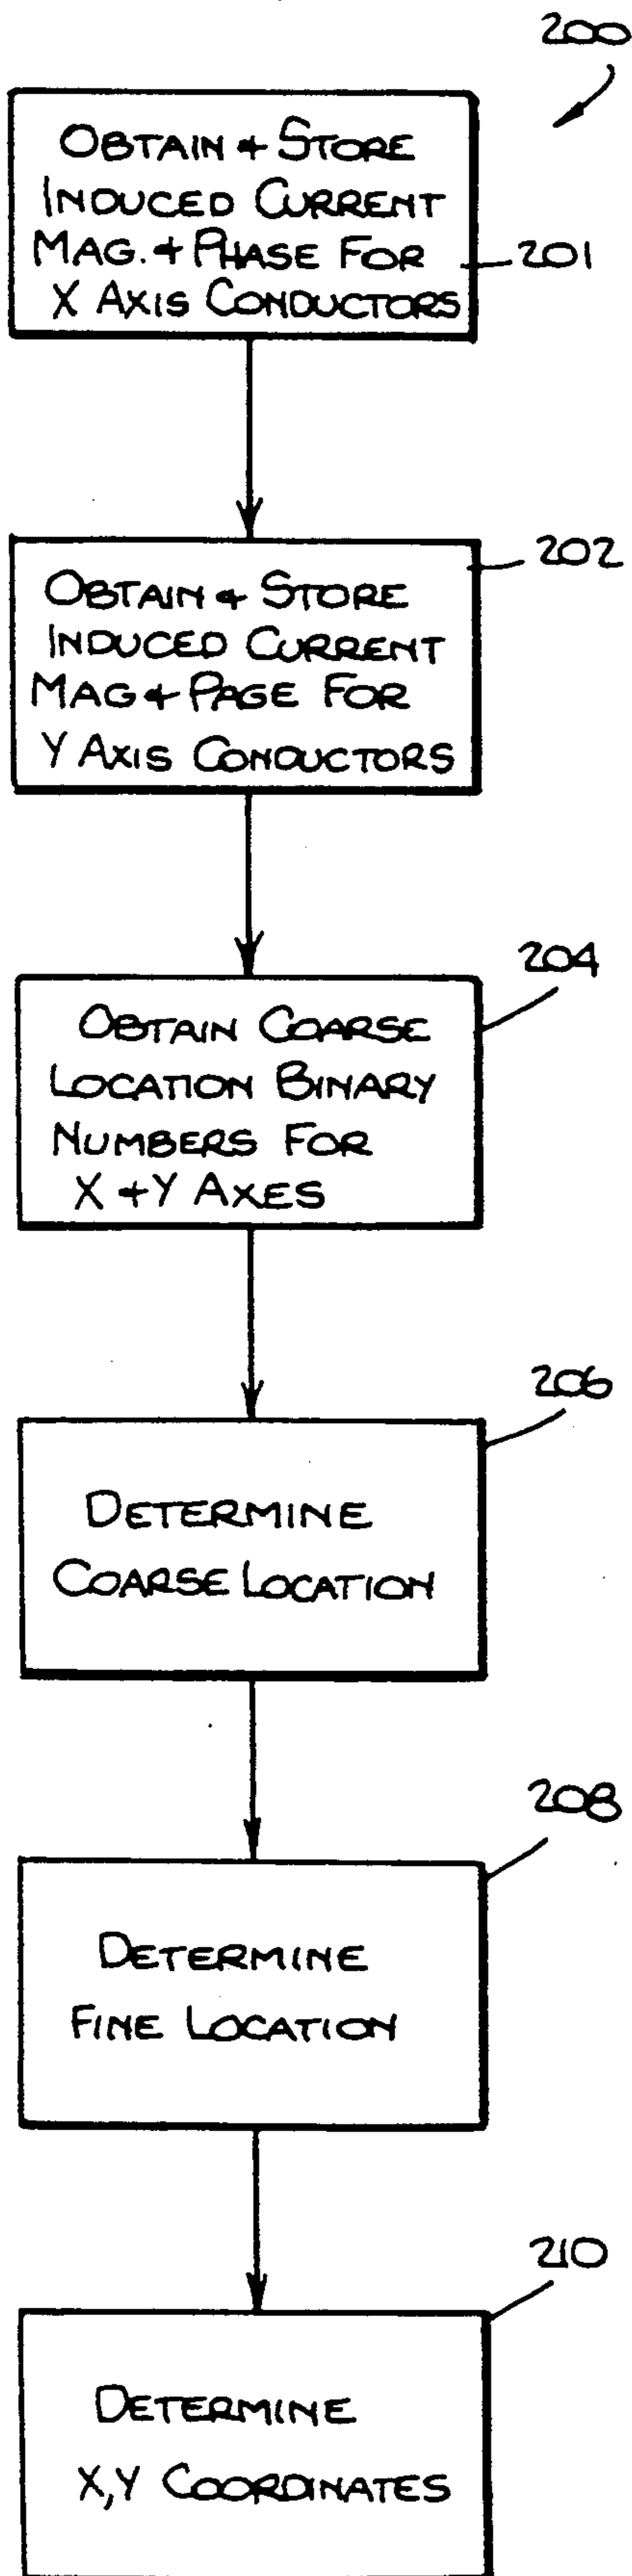 200
OBTAIN & STORE
INDUCED CURRENT
MAG. & PHASE FOR
X AXIS CONDUCTORS
201
202
OBTAIN & STORE
INDUCED CURRENT
MAG & PAGE FOR
Y AXIS CONDUCTORS
204
OBTAIN COARSE
LOCATION BINARY
NUMBERS FOR
X & Y AXES
206
DETERMINE
COARSE LOCATION
208
DETERMINE
FINE LOCATION
210
DETERMINE
X,Y COORDINATES